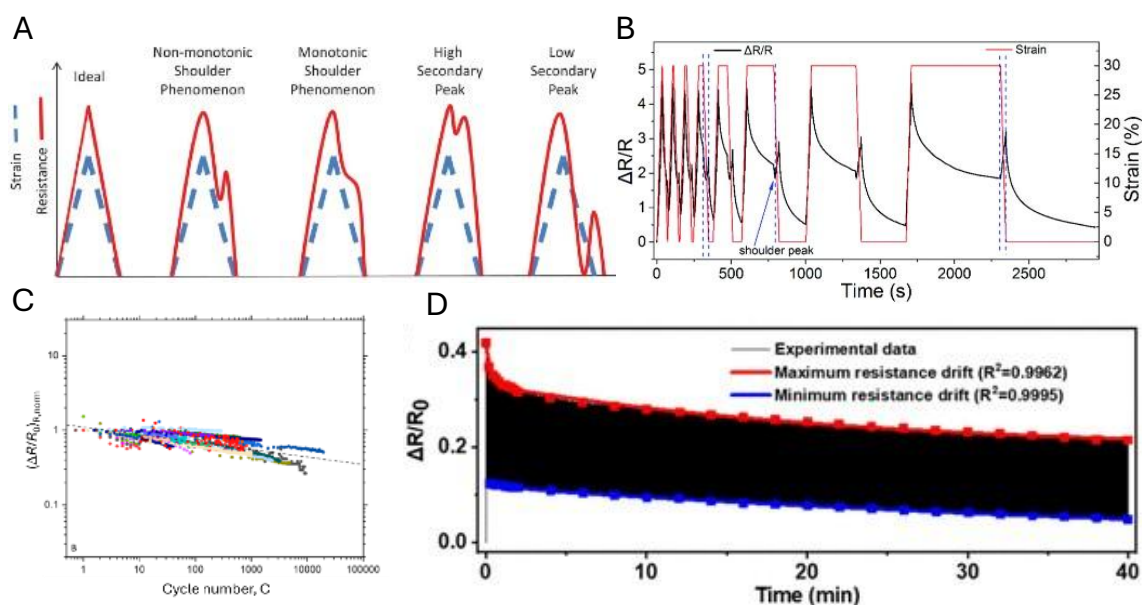 A
Ideal
Non-monotonic
Shoulder
Phenomenon
Monotonic
Shoulder
Phenomenon
High
Secondary
Peak
Low
Secondary
Peak
Strain
Resistance
B
ΔR/R
Strain
5
4
3
2
1
0
ΔR/R
30
25
20
15
10
5
0
Strain (%)
shoulder peak
0
500
1000
1500
2000
2500
Time (s)
C
10
1
0.1
(ΔR/R₀)R,norm
B
1
10
100
1000
10000
100000
Cycle number, C
D
Experimental data
Maximum resistance drift (R²=0.9962)
Minimum resistance drift (R²=0.9995)
0.4
0.2
0.0
ΔR/R₀
0
10
20
30
40
Time (min)